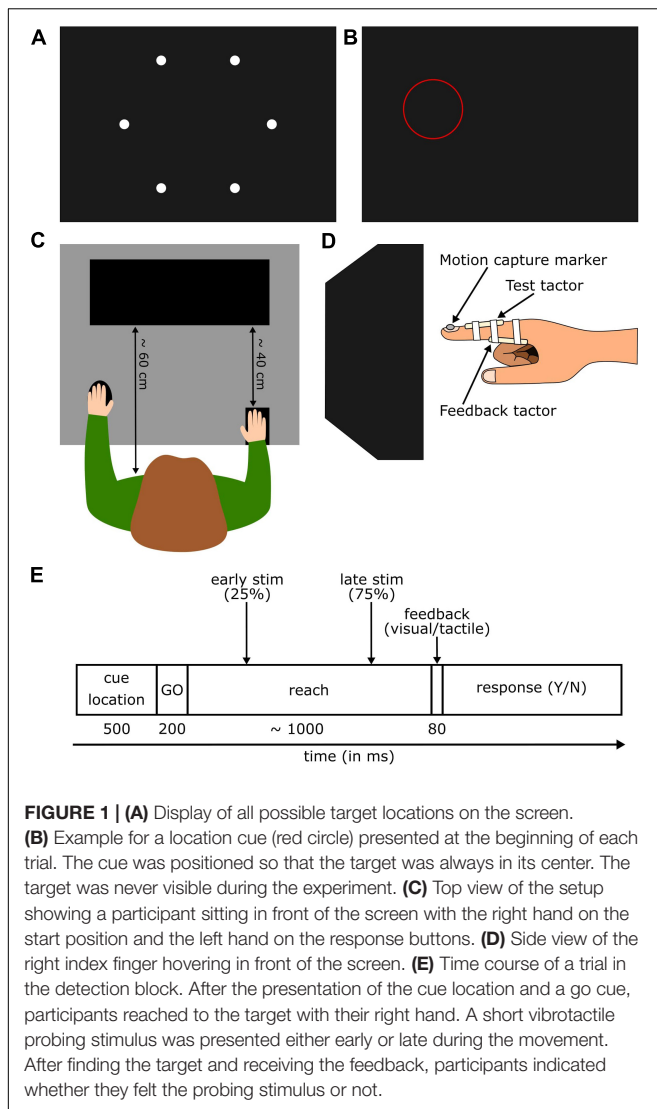 A
B
C
~ 60 cm
~ 40 cm
D
Motion capture marker
Test tactor
Feedback tactor
E
early stim
(25%)
late stim
(75%)
feedback
(visual/tactile)
cue
location
GO
reach
response (Y/N)
500
200
~ 1000
80
time (in ms)
FIGURE 1 | (A) Display of all possible target locations on the screen.
(B) Example for a location cue (red circle) presented at the beginning of each
trial. The cue was positioned so that the target was always in its center. The
target was never visible during the experiment. (C) Top view of the setup
showing a participant sitting in front of the screen with the right hand on the
start position and the left hand on the response buttons. (D) Side view of the
right index finger hovering in front of the screen. (E) Time course of a trial in
the detection block. After the presentation of the cue location and a go cue,
participants reached to the target with their right hand. A short vibrotactile
probing stimulus was presented either early or late during the movement.
After finding the target and receiving the feedback, participants indicated
whether they felt the probing stimulus or not.